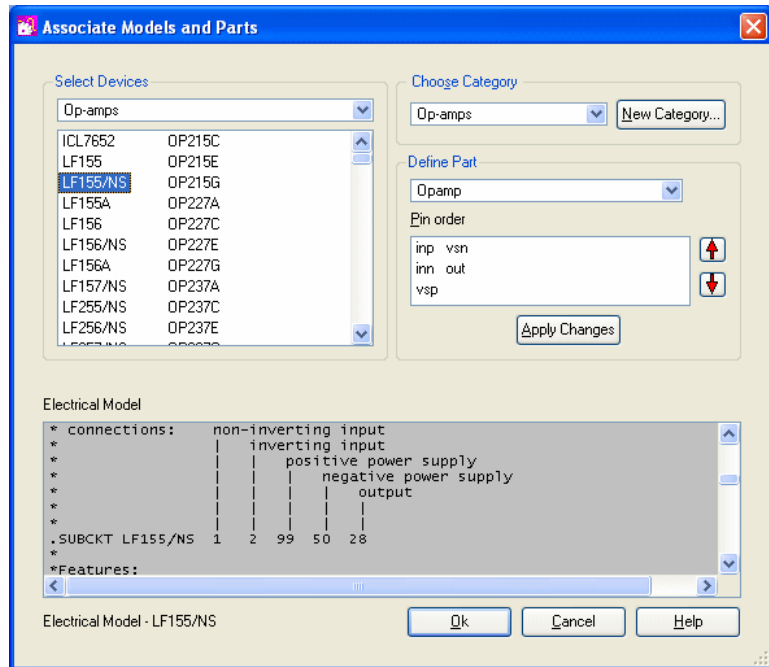 Associate Models and Parts
Select Devices
Op-amps
ICL7652 OP215C
LF155 OP215E
LF155/NS OP215G
LF155A OP227A
LF156 OP227C
LF156/NS OP227E
LF156A OP227G
LF157/NS OP237A
LF255/NS OP237C
LF256/NS OP237E
Choose Category
Op-amps New Category...
Define Part
Opamp
Pin order
inp vsn
inn out
vsp
Apply Changes
Electrical Model
* connections: non-inverting input
* | inverting input
* | | positive power supply
* | | | negative power supply
* | | | | output
* | | | | |
* | | | | |
.SUBCKT LF155/NS 1 2 99 50 28
*
*Features:
Electrical Model - LF155/NS Ok Cancel Help